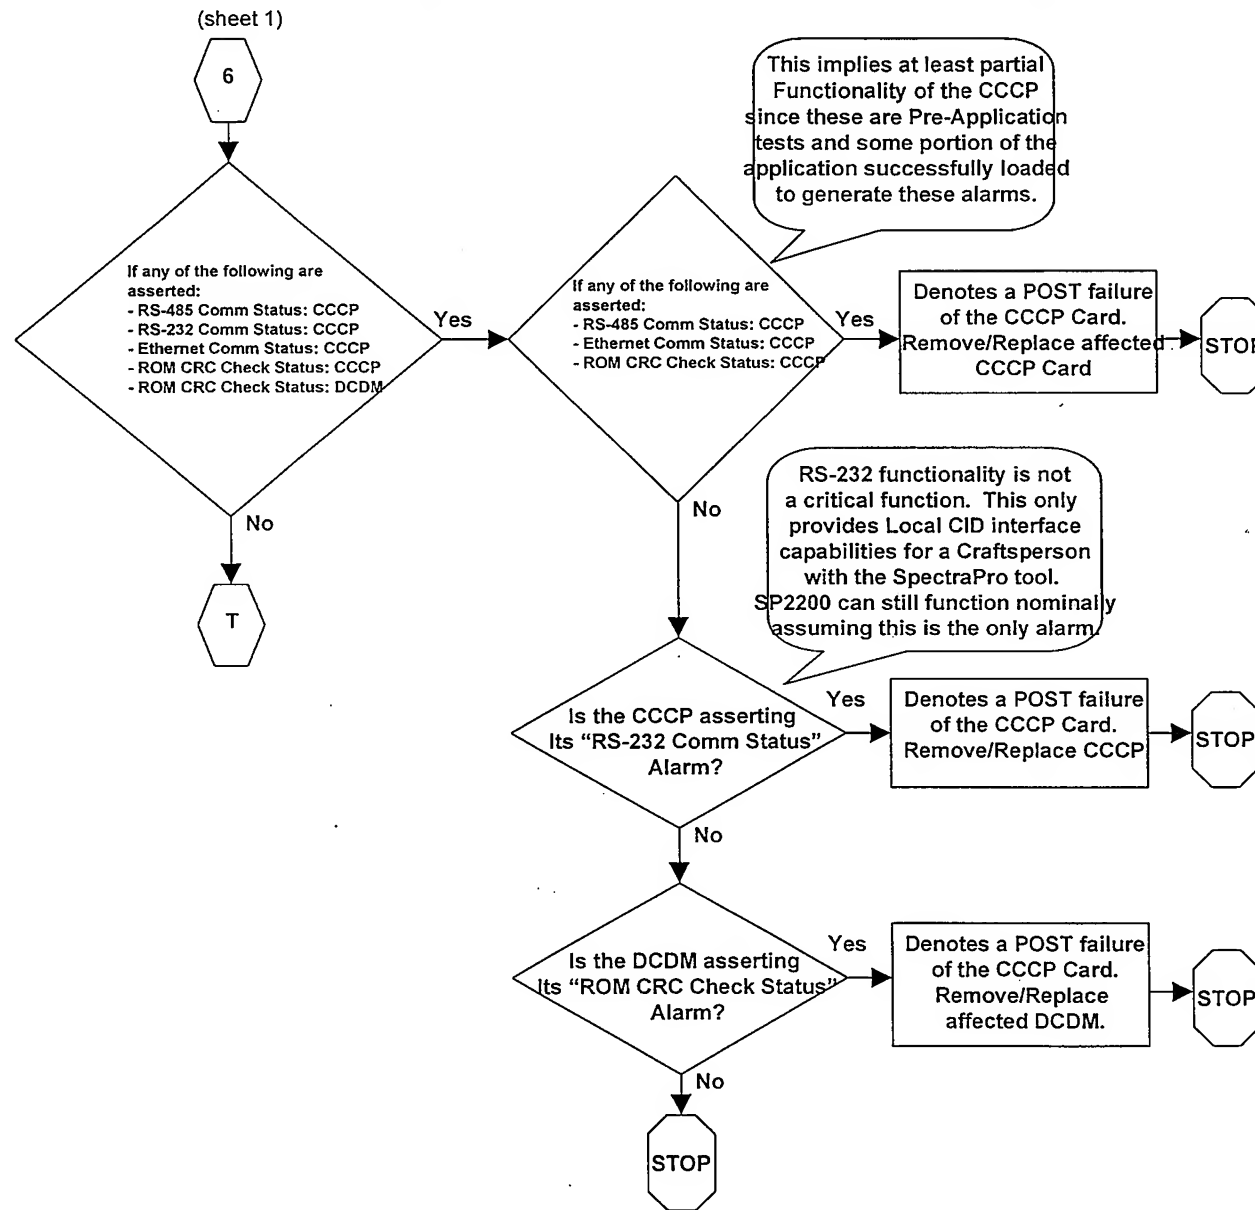 (sheet 1)
6
This implies at least partial
Functionality of the CCCP
since these are Pre-Application
tests and some portion of the
application successfully loaded
to generate these alarms.
If any of the following are
asserted:
- RS-485 Comm Status: CCCP
- RS-232 Comm Status: CCCP
- Ethernet Comm Status: CCCP
- ROM CRC Check Status: CCCP
- ROM CRC Check Status: DCDM
Yes
If any of the following are
asserted:
- RS-485 Comm Status: CCCP
- Ethernet Comm Status: CCCP
- ROM CRC Check Status: CCCP
Yes
Denotes a POST failure
of the CCCP Card.
Remove/Replace affected
CCCP Card
STOP
No
T
No
RS-232 functionality is not
a critical function. This only
provides Local CID interface
capabilities for a Craftsperson
with the SpectraPro tool.
SP2200 can still function nominally
assuming this is the only alarm.
Is the CCCP asserting
Its “RS-232 Comm Status”
Alarm?
Yes
Denotes a POST failure
of the CCCP Card.
Remove/Replace CCCP
STOP
No
Is the DCDM asserting
Its “ROM CRC Check Status”
Alarm?
Yes
Denotes a POST failure
of the CCCP Card.
Remove/Replace
affected DCDM.
STOP
No
STOP